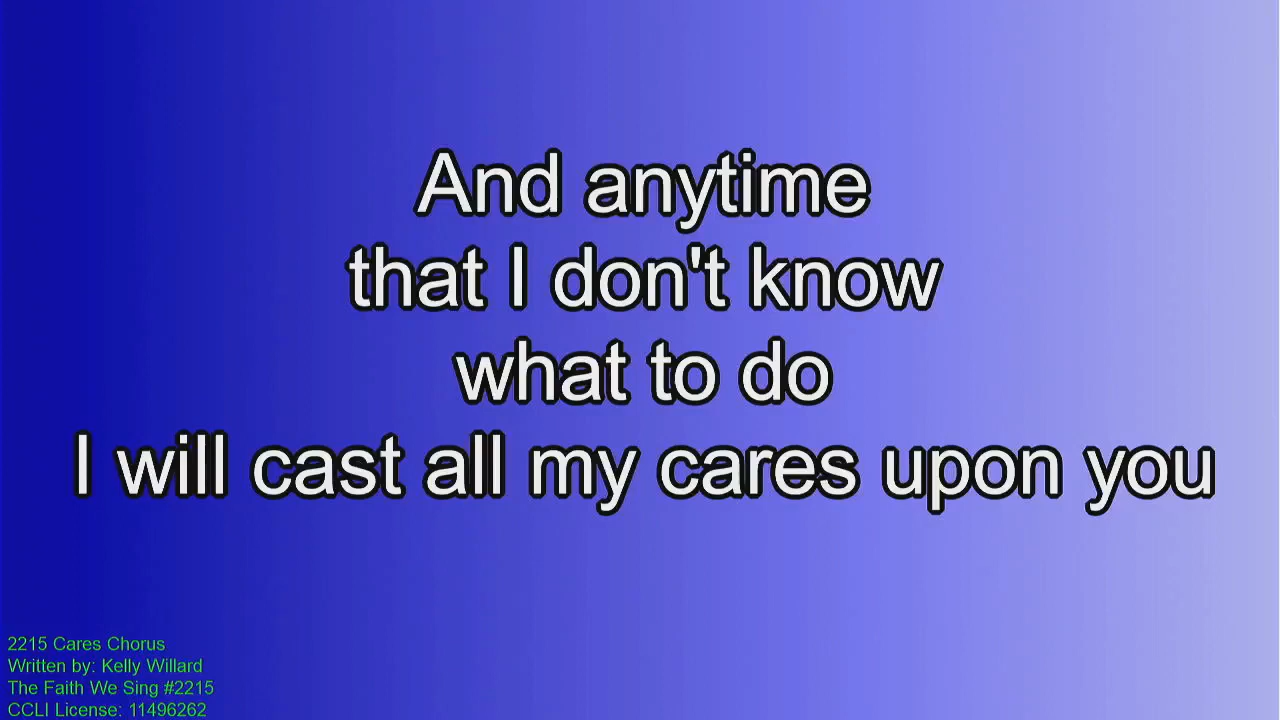 And anytime
that I don't know
what to do
I will cast all my cares upon you
2215 Cares Chorus
Written by: Kelly Willard
The Faith We Sing #2215
CCLI License: 11496262